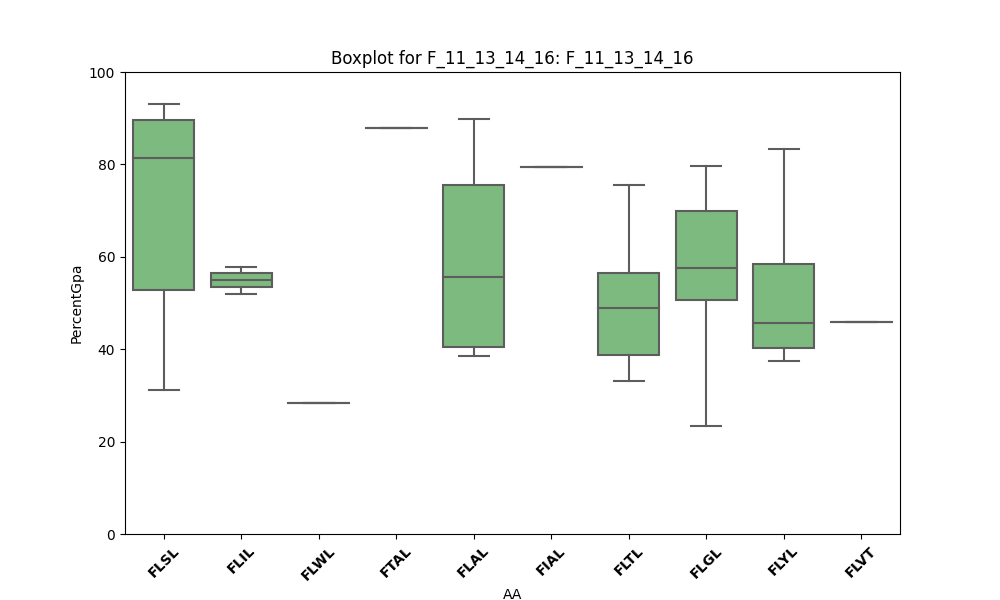 Boxplot for F_11_13_14_16: F_11_13_14_16
100
80
60
40
20
0
PercentGpa
FLSL FLIL FLWL FTAL FLAL FIAL FLTL FLGL FLYL FLVT
AA